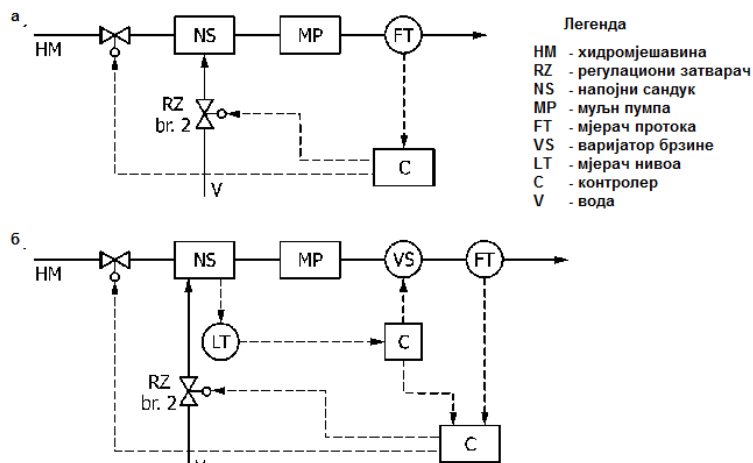 а
HM
NS
MP
FT
RZ
br. 2
C
V
Легенда
HM - хидромјешавина
RZ - регулациони затварач
NS - напојни сандук
MP - муљн пумпа
FT - мјерач протока
VS - варијатор брзине
LT - мјерач нивоа
C - контролер
V - вода
б
HM
NS
MP
VS
FT
LT
C
RZ
br. 2
C